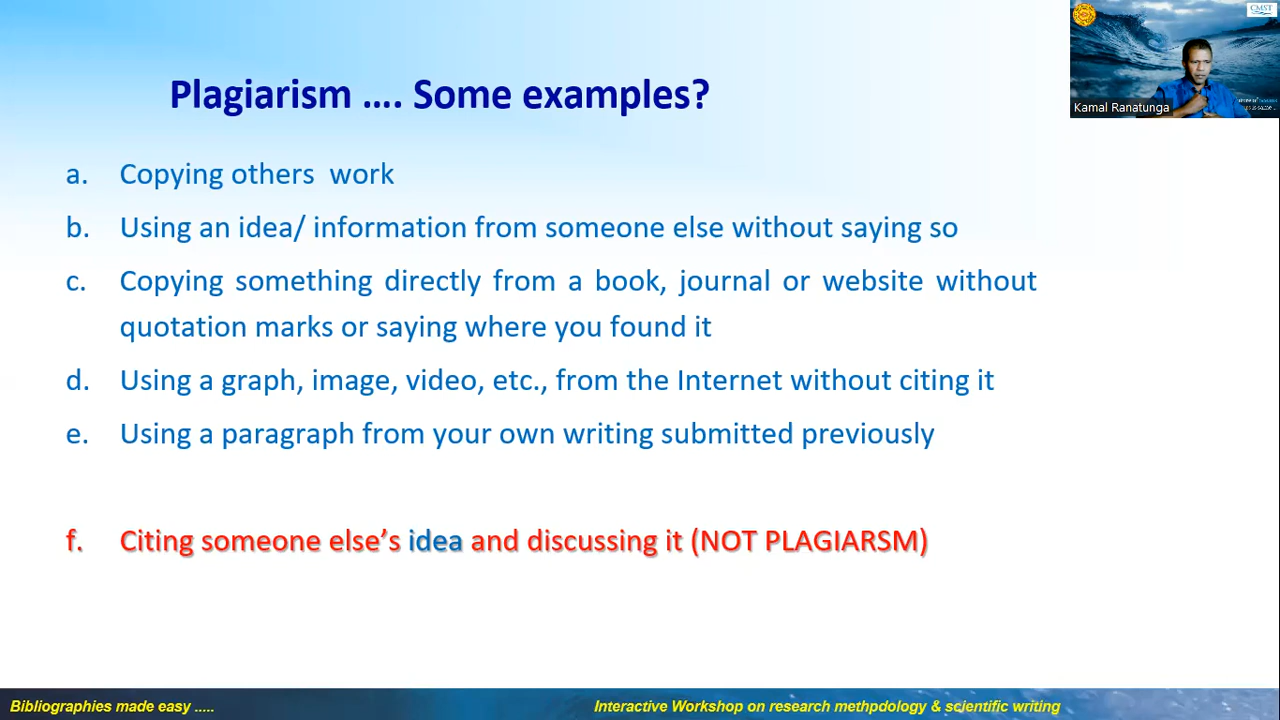 Plagiarism .... Some examples?
CMST
Kamal Ranatunga
a. Copying others work
b. Using an idea/ information from someone else without saying so
c. Copying something directly from a book, journal or website without
quotation marks or saying where you found it
d. Using a graph, image, video, etc., from the Internet without citing it
e. Using a paragraph from your own writing submitted previously
f. Citing someone else’s idea and discussing it (NOT PLAGIARSM)
Bibliographies made easy .....
Interactive Workshop on research methpdology & scientific writing